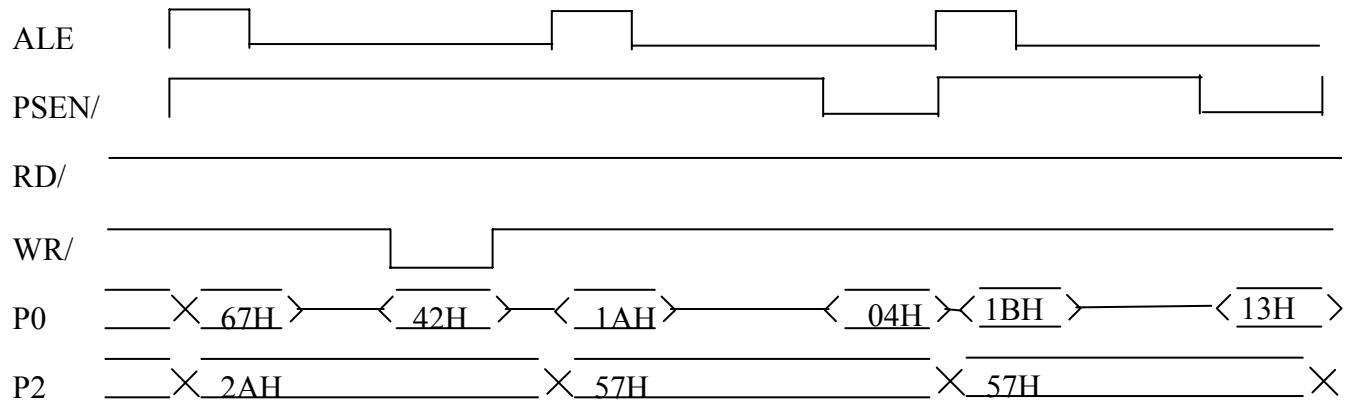 ALE
PSEN/
RD/
WR/
P0 67H 42H 1AH 04H 1BH 13H
P2 2AH 57H 57H